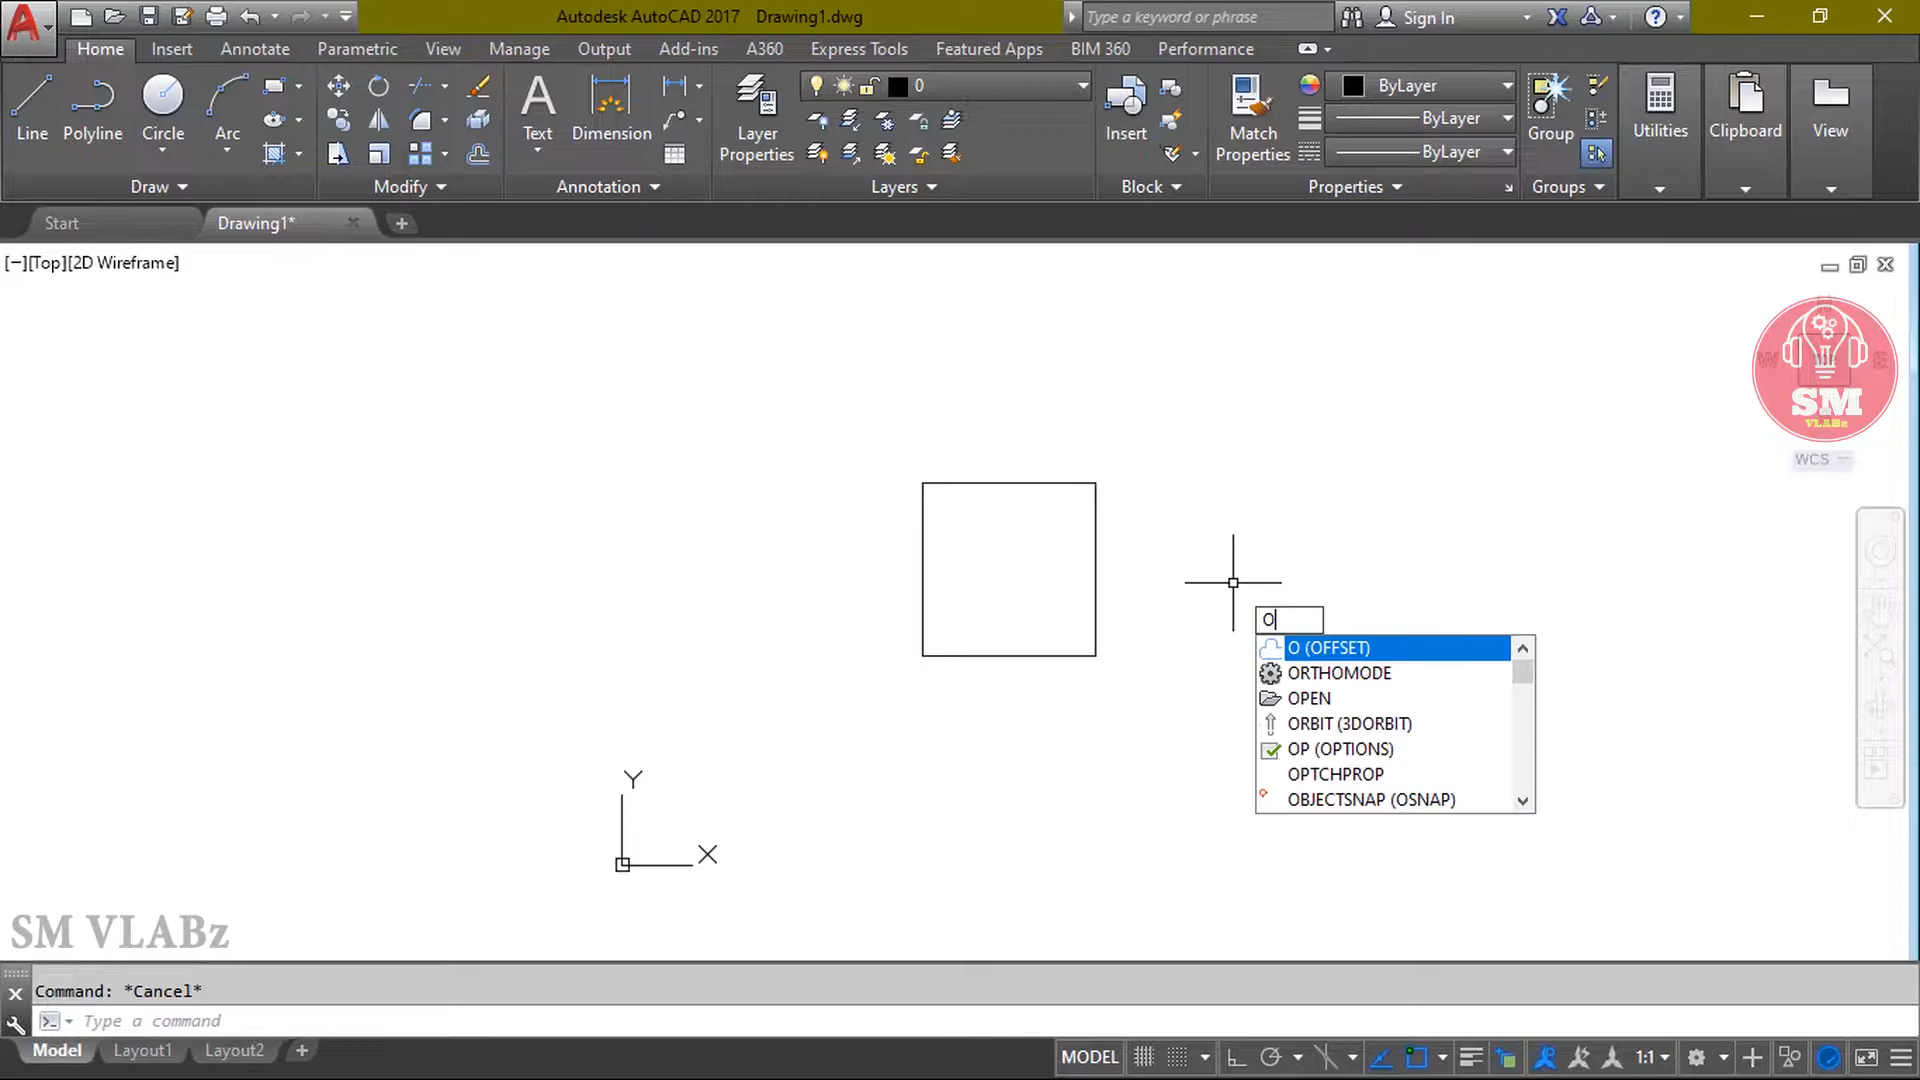 Autodesk AutoCAD 2017 Drawing1.dwg
Type a keyword or phrase
Sign In
Home Insert Annotate Parametric View Manage Output Add-ins A360 Express Tools Featured Apps BIM 360 Performance
Line Polyline Circle Arc
Text Dimension
Layer Properties
0
Insert
Match Properties
ByLayer
ByLayer
ByLayer
Group
Utilities Clipboard View
Draw Modify Annotation Layers Block Properties Groups
Start Drawing1*
[−][Top][2D Wireframe]
W E
SM
VLABz
WCS
O
O (OFFSET)
ORTHOMODE
OPEN
ORBIT (3DORBIT)
OP (OPTIONS)
OPTCHPROP
OBJECTSNAP (OSNAP)
Y
X
SM VLABz
Command: *Cancel*
Type a command
Model Layout1 Layout2
MODEL 1:1